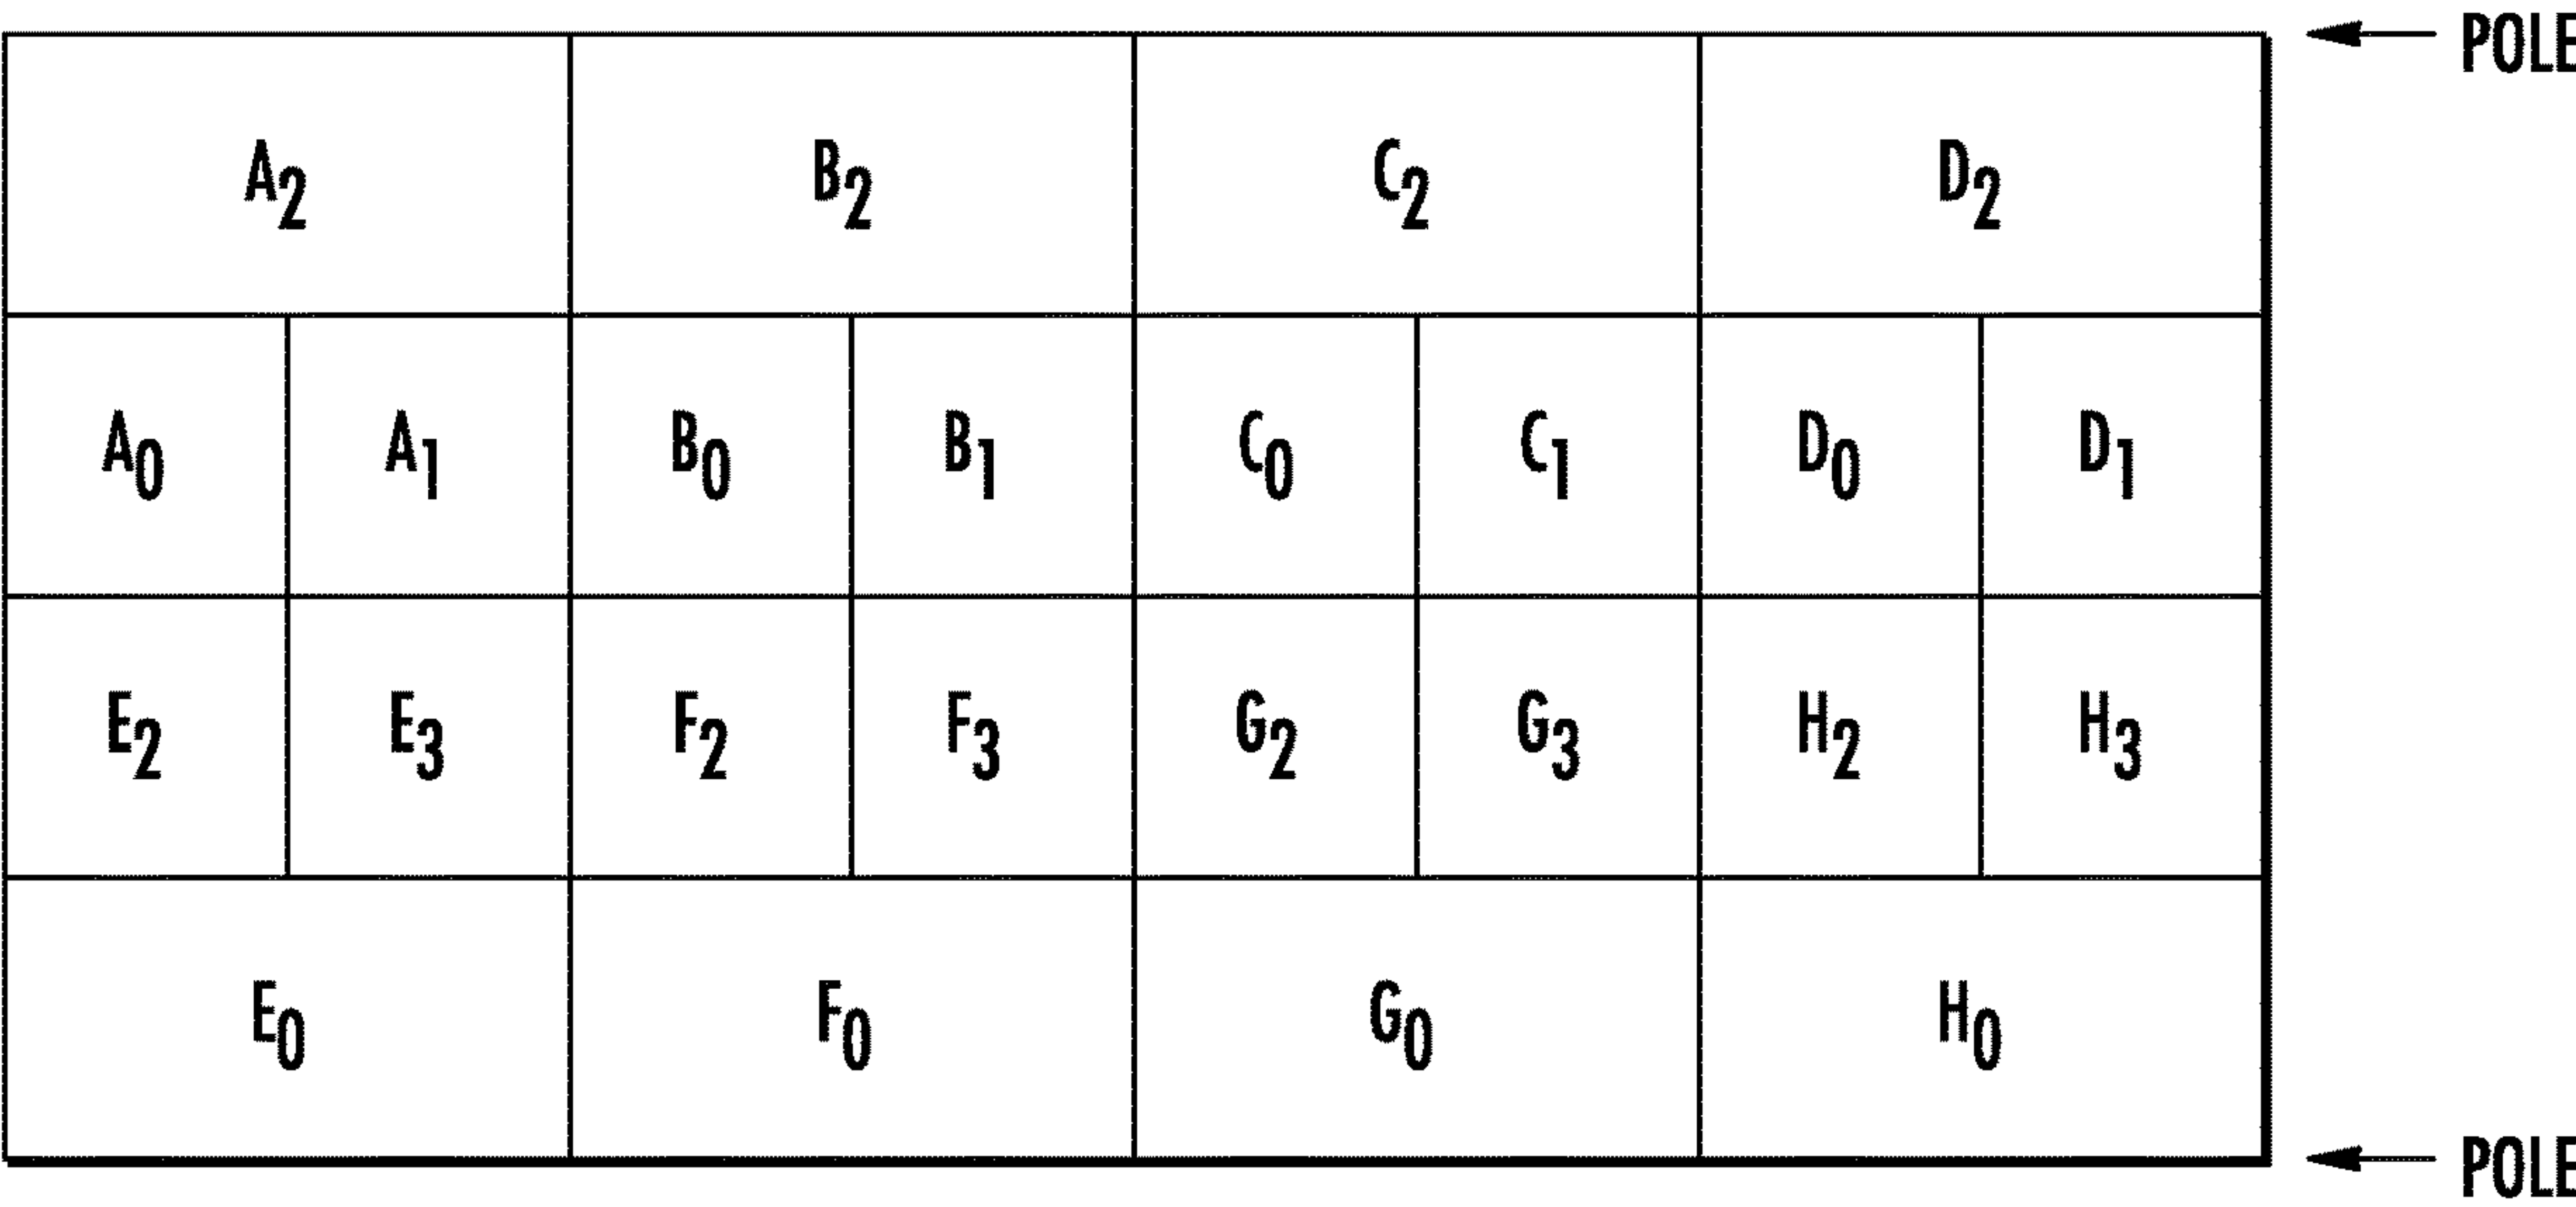 POLE
A2 B2 C2 D2
A0 A1 B0 B1 C0 C1 D0 D1
E2 E3 F2 F3 G2 G3 H2 H3
E0 F0 G0 H0
POLE